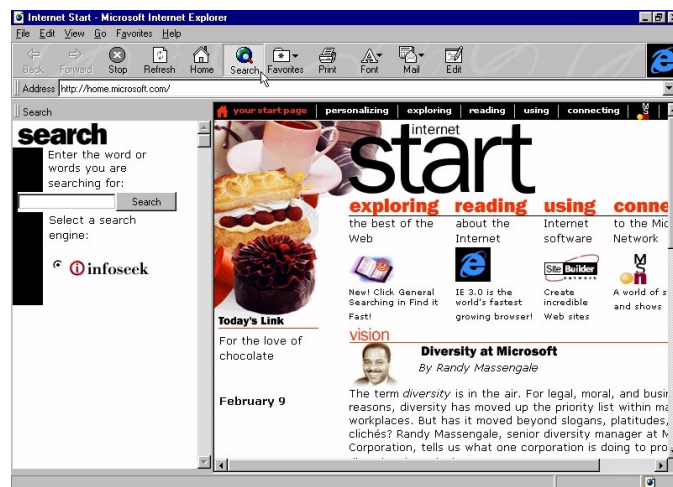 Internet Start - Microsoft Internet Explorer
File Edit View Go Favorites Help
Back Forward Stop Refresh Home Search Favorites Print Font Mail Edit
Address http://home.microsoft.com/
Search
search
Enter the word or
words you are
searching for:
Search
Select a search
engine:
infoseek
your start page | personalizing | exploring | reading | using | connecting |
internet
start
exploring
the best of the
Web
New! Click General
Searching in Find it
Fast!
reading
about the
Internet
IE 3.0 is the
world's fastest
growing browser!
using
Internet
software
Site Builder
network
Create
incredible
Web sites
conne
to the Mic
Network
msn
A world of s
and shows
Today's Link
For the love of
chocolate
February 9
vision
Diversity at Microsoft
By Randy Massengale
The term diversity is in the air. For legal, moral, and busin
reasons, diversity has moved up the priority list within ma
workplaces. But has it moved beyond slogans, platitudes,
clichés? Randy Massengale, senior diversity manager at M
Corporation, tells us what one corporation is doing to pro